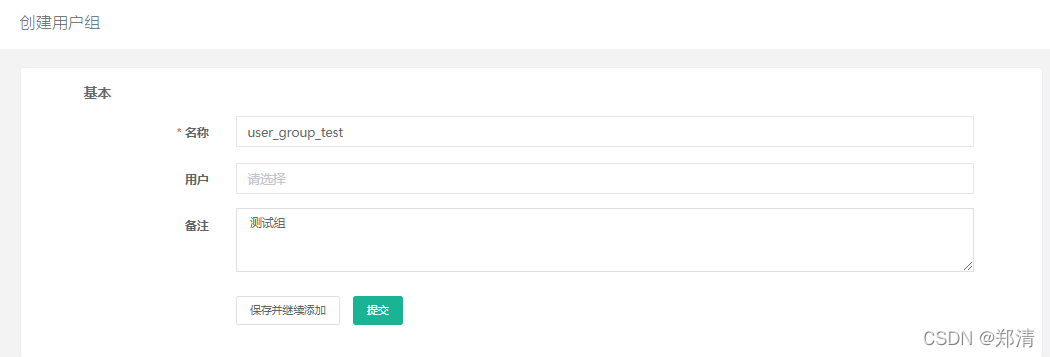 创建用户组
基本
* 名称 user_group_test
用户 请选择
备注 测试组
保存并继续添加 提交
CSDN @郑清